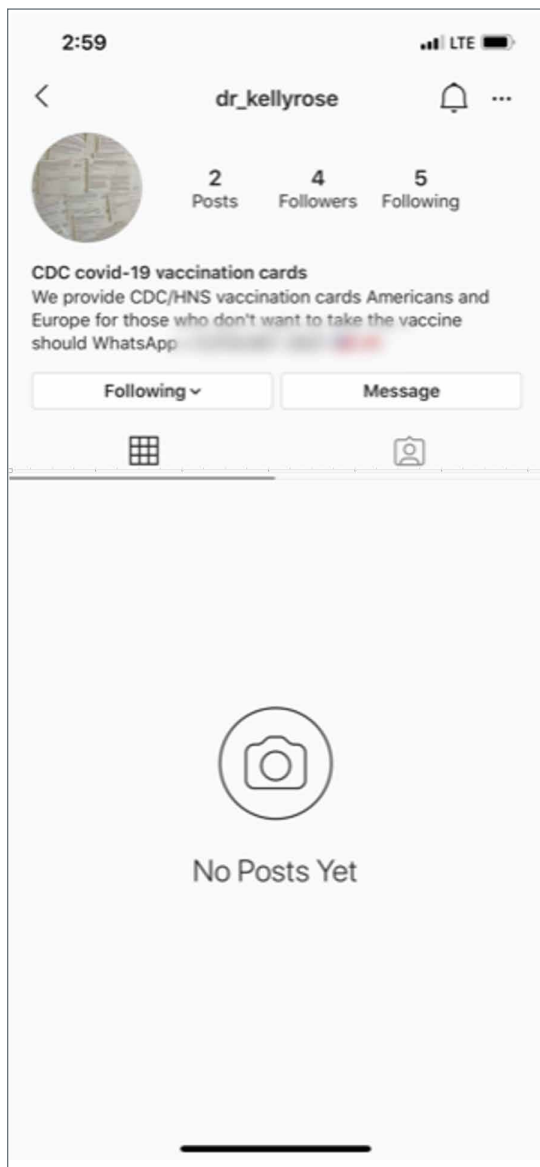 2:59 LTE
dr_kellyrose ...
2 4 5
Posts Followers Following
CDC covid-19 vaccination cards
We provide CDC/HNS vaccination cards Americans and
Europe for those who don't want to take the vaccine
should WhatsApp
Following Message
No Posts Yet